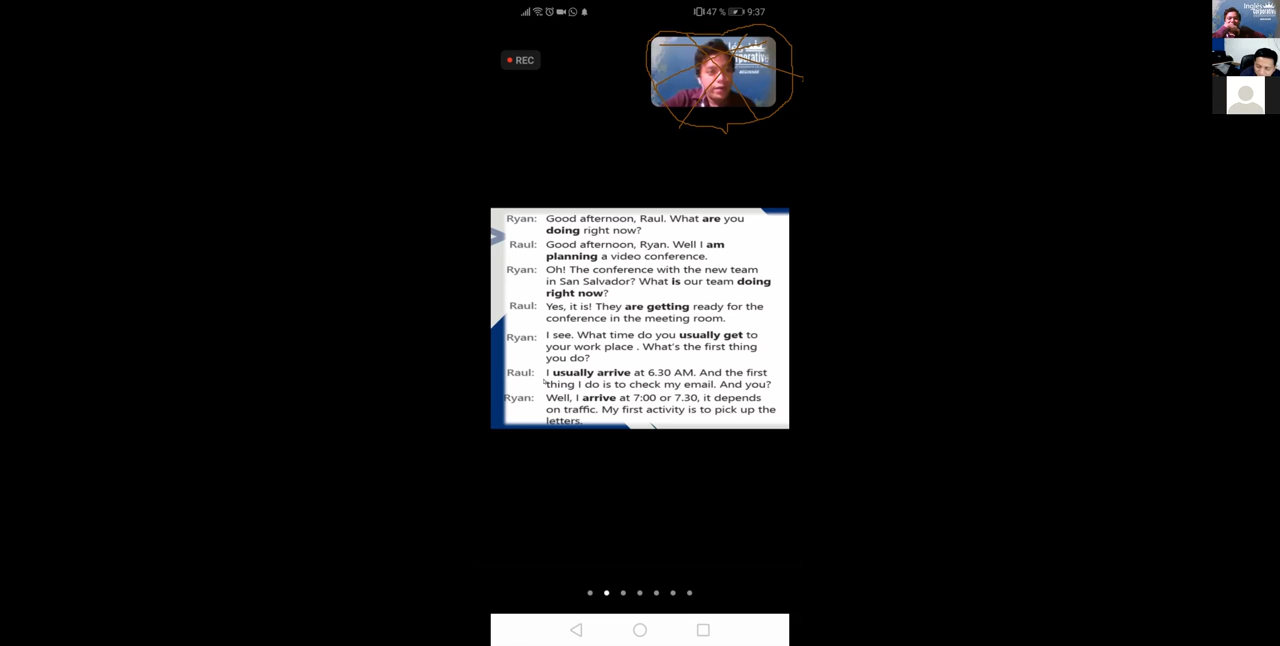 47 % 9:37
REC
Inglés
BEGINNER
Ryan: Good afternoon, Raul. What are you
doing right now?
Raul: Good afternoon, Ryan. Well I am
planning a video conference.
Ryan: Oh! The conference with the new team
in San Salvador? What is our team doing
right now?
Raul: Yes, it is! They are getting ready for the
conference in the meeting room.
Ryan: I see. What time do you usually get to
your work place . What's the first thing
you do?
Raul: I usually arrive at 6.30 AM. And the first
thing I do is to check my email. And you?
Ryan: Well, I arrive at 7:00 or 7.30, it depends
on traffic. My first activity is to pick up the
letters.